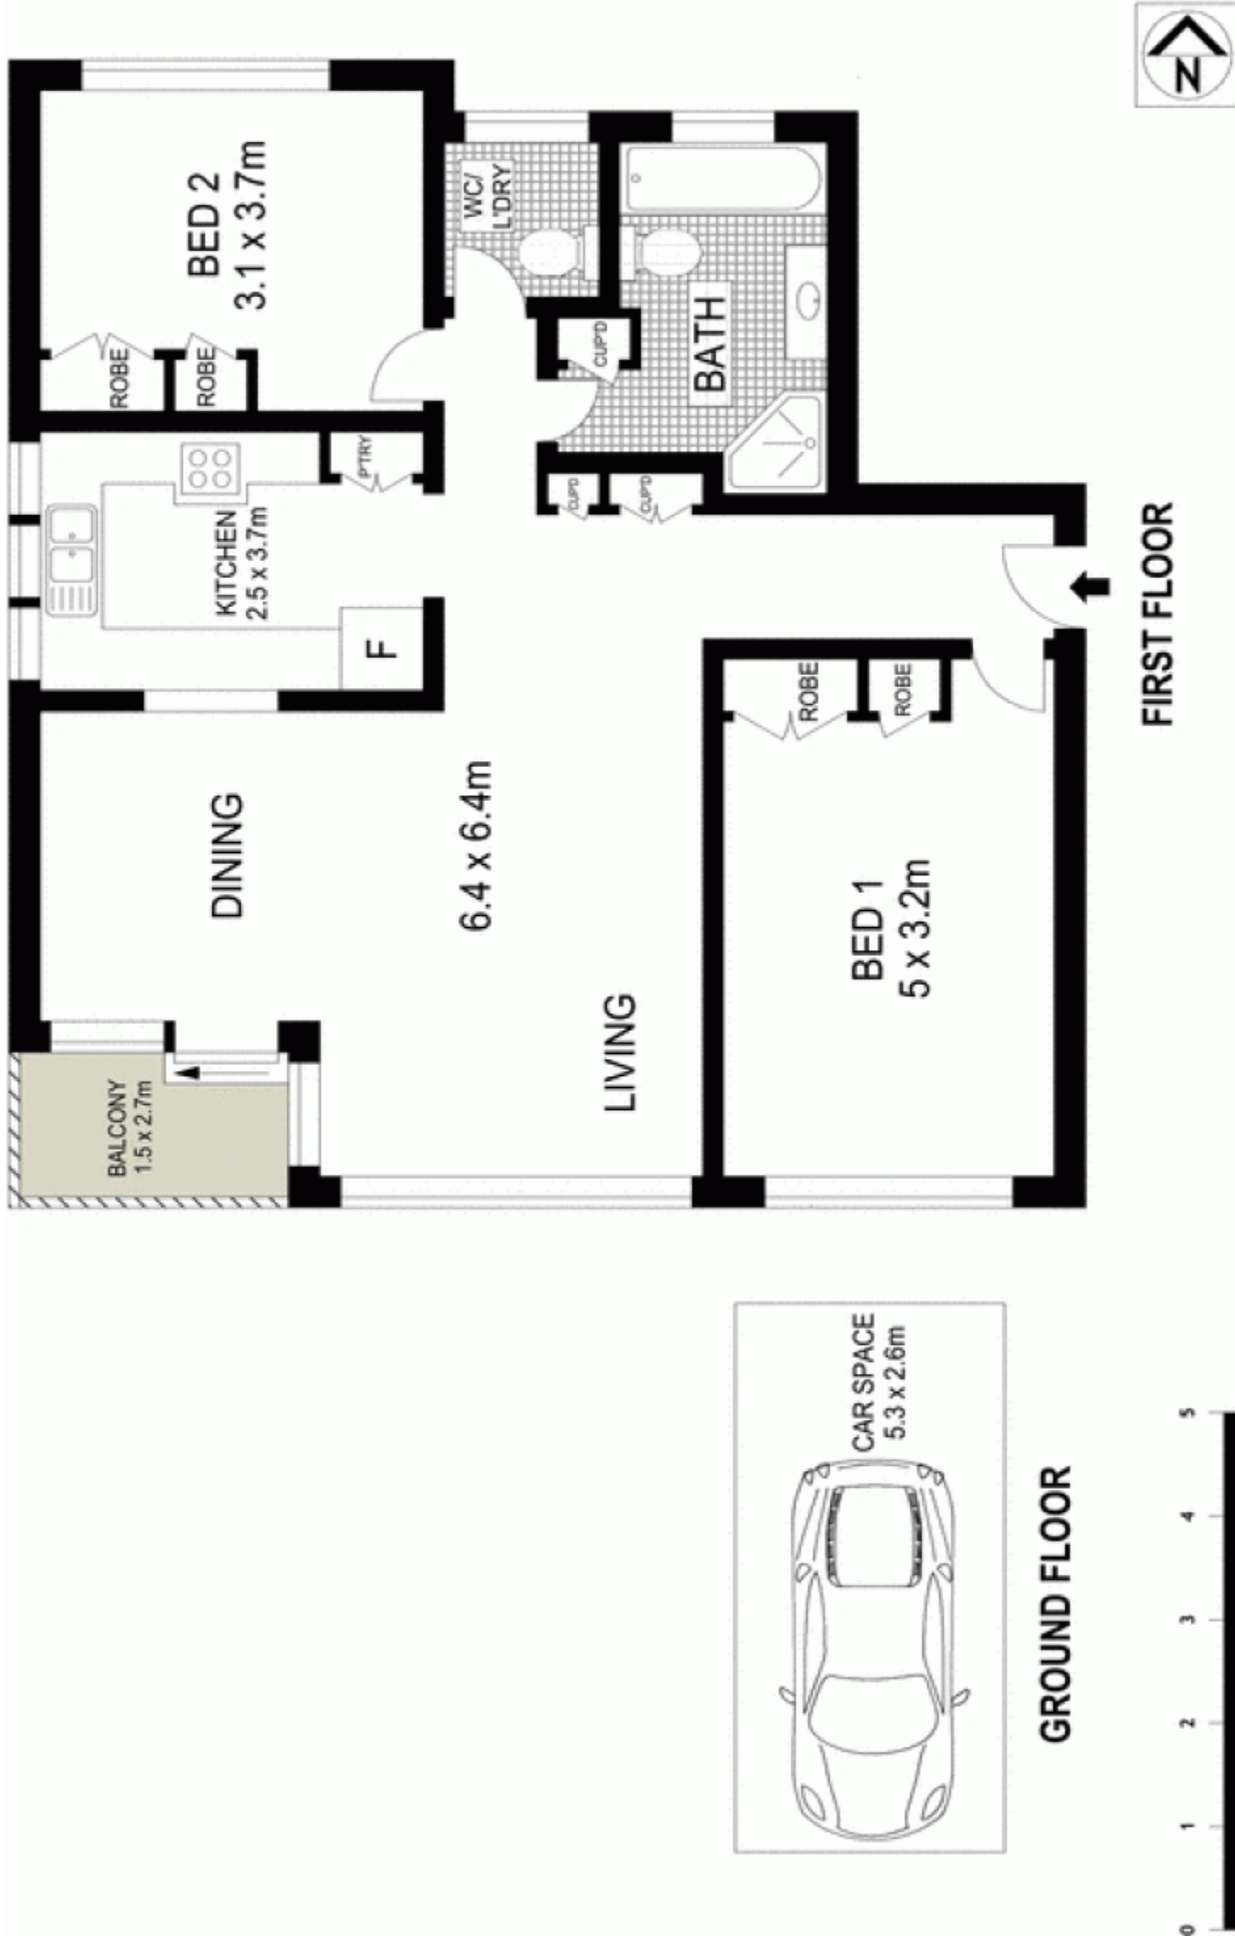 BALCONY
1.5 x 2.7m
DINING
KITCHEN
2.5 x 3.7m
F
P'TRY
ROBE
ROBE
BED 2
3.1 x 3.7m
6.4 x 6.4m
LIVING
WC/
L'DRY
CUP'D
CUP'D
CUP'D
BATH
BED 1
5 x 3.2m
ROBE
ROBE
CAR SPACE
5.3 x 2.6m
GROUND FLOOR
FIRST FLOOR
0 1 2 3 4 5
N